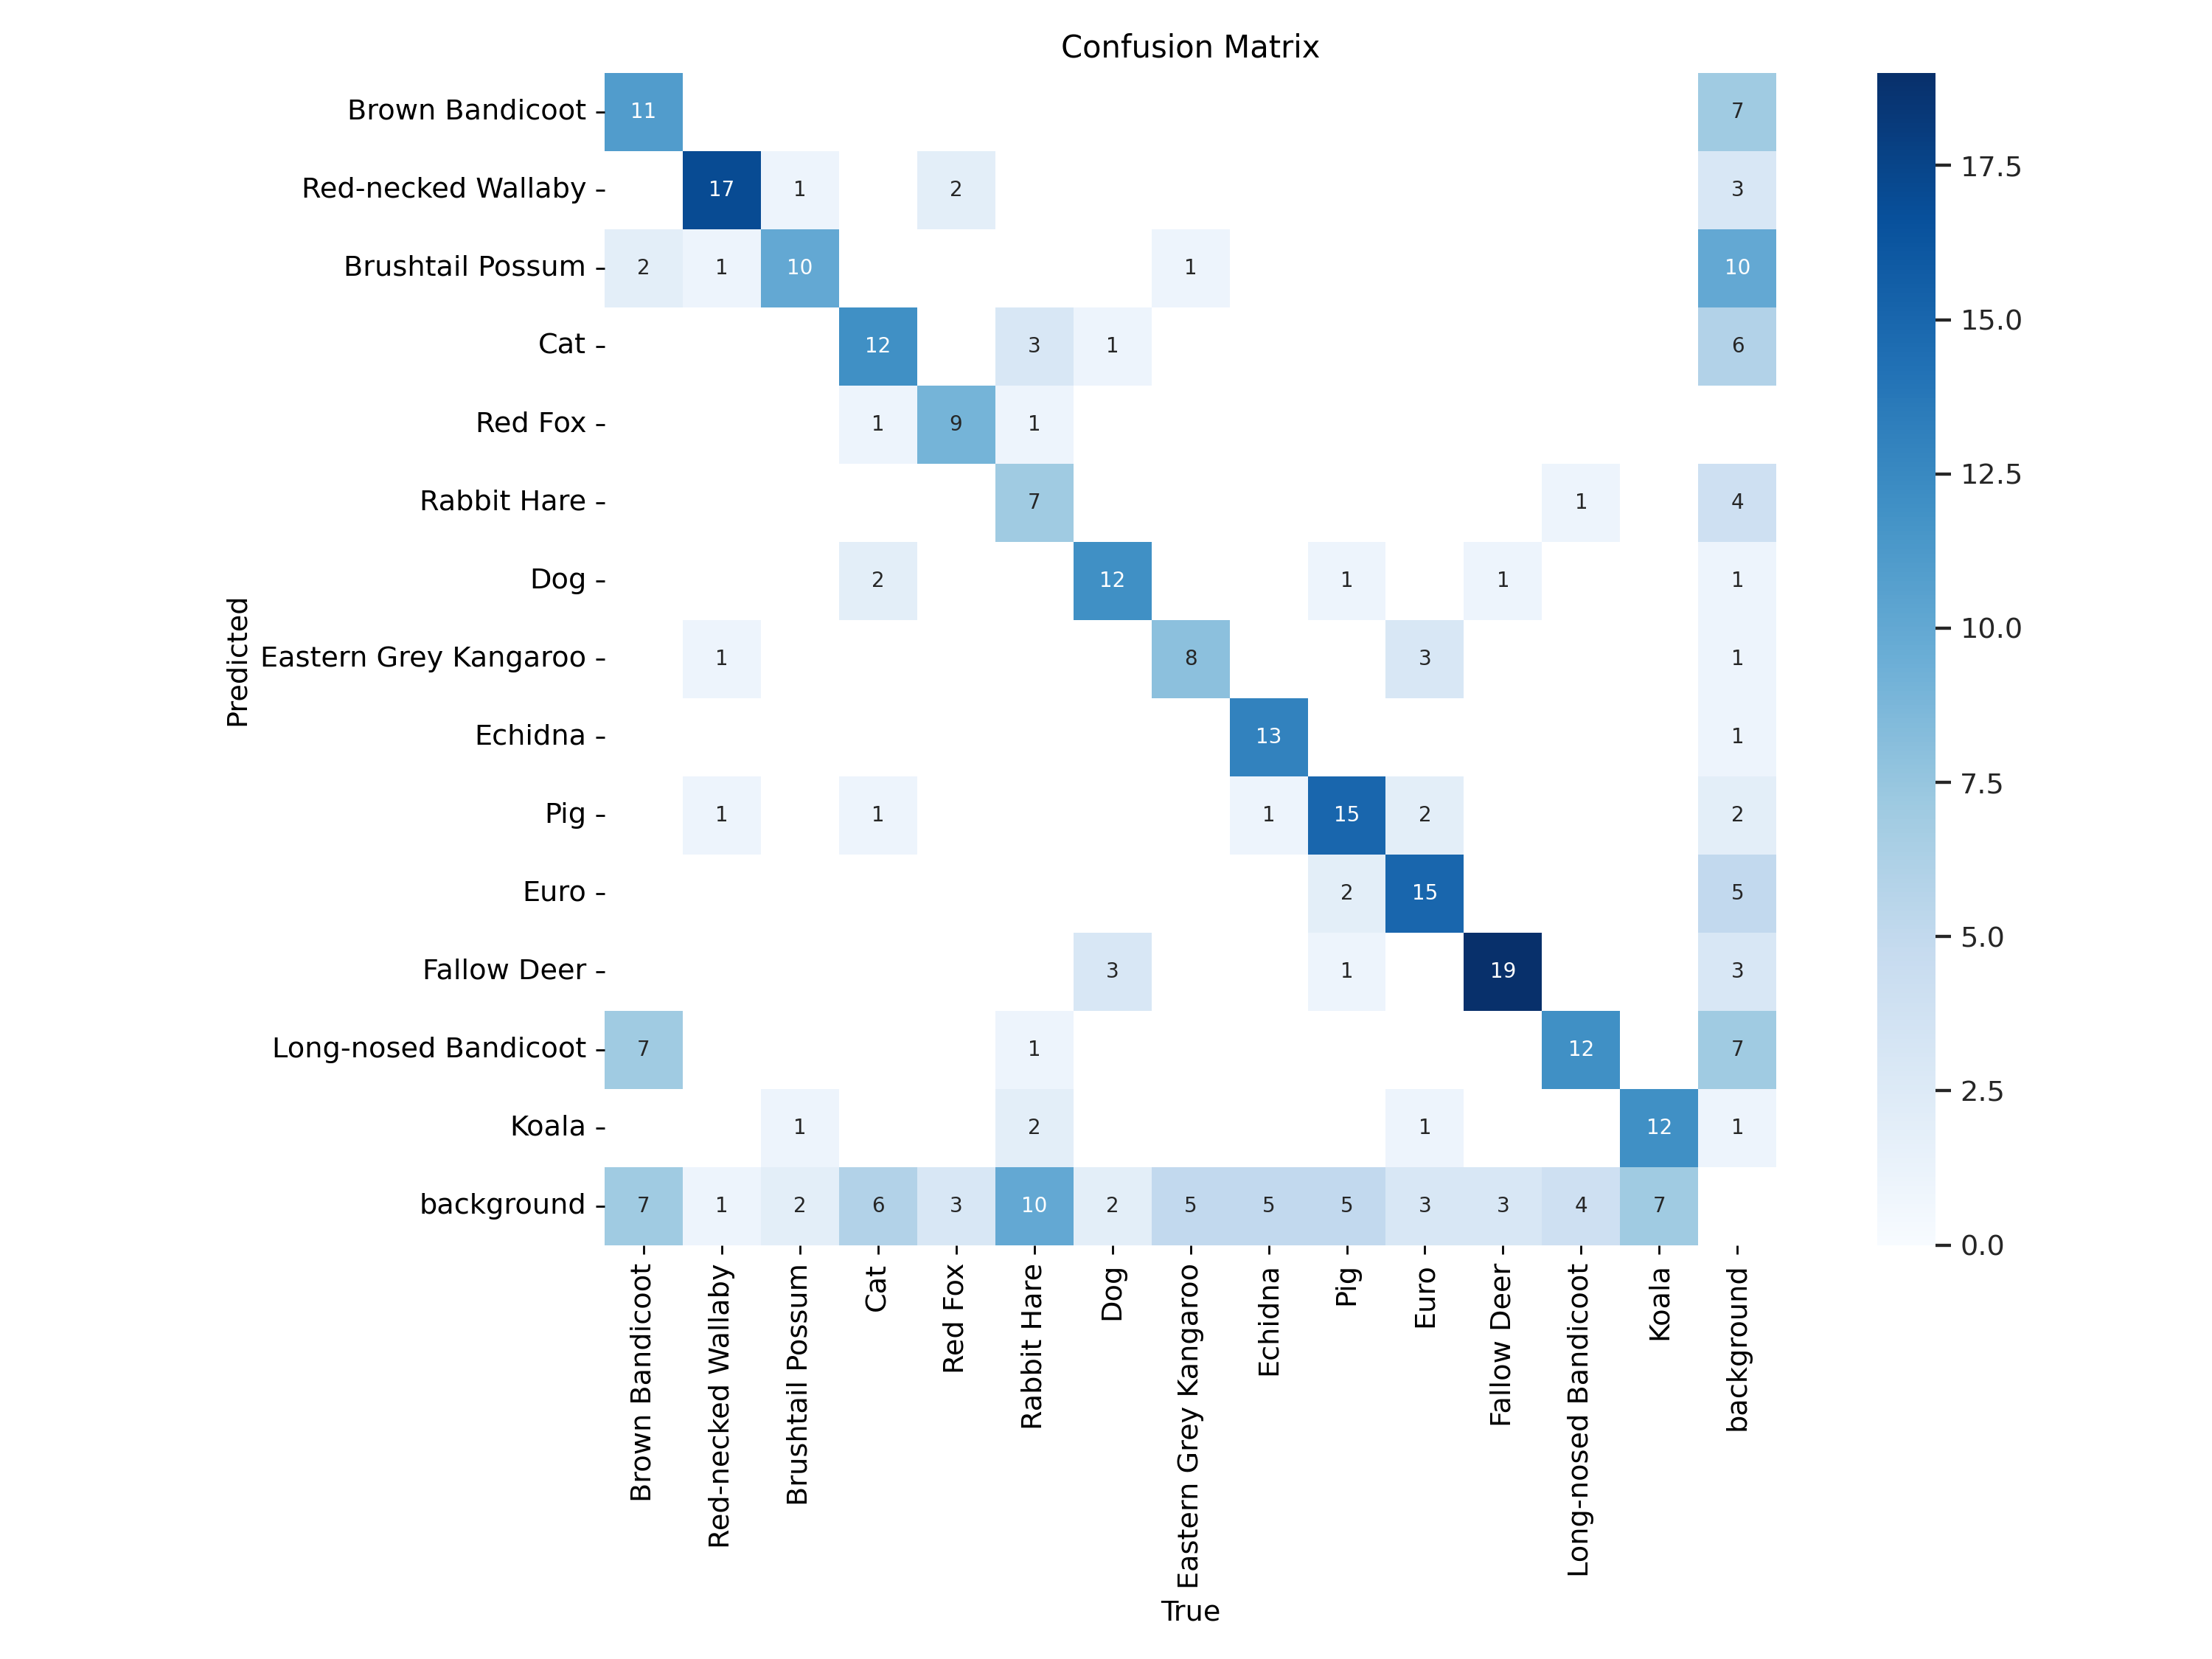 Confusion Matrix
Brown Bandicoot 11 7
Red-necked Wallaby 17 1 2 3
Brushtail Possum 2 1 10 1 10
Cat 12 3 1 6
Red Fox 1 9 1
Rabbit Hare 7 1 4
Dog 2 12 1 1 1
Eastern Grey Kangaroo 1 8 3 1
Echidna 13 1
Pig 1 1 1 15 2 2
Euro 2 15 5
Fallow Deer 3 1 19 3
Long-nosed Bandicoot 7 1 12 7
Koala 1 2 1 12 1
background 7 1 2 6 3 10 2 5 5 5 3 3 4 7
Predicted
Brown Bandicoot
Red-necked Wallaby
Brushtail Possum
Cat
Red Fox
Rabbit Hare
Dog
Eastern Grey Kangaroo
Echidna
Pig
Euro
Fallow Deer
Long-nosed Bandicoot
Koala
background
True
17.5
15.0
12.5
10.0
7.5
5.0
2.5
0.0